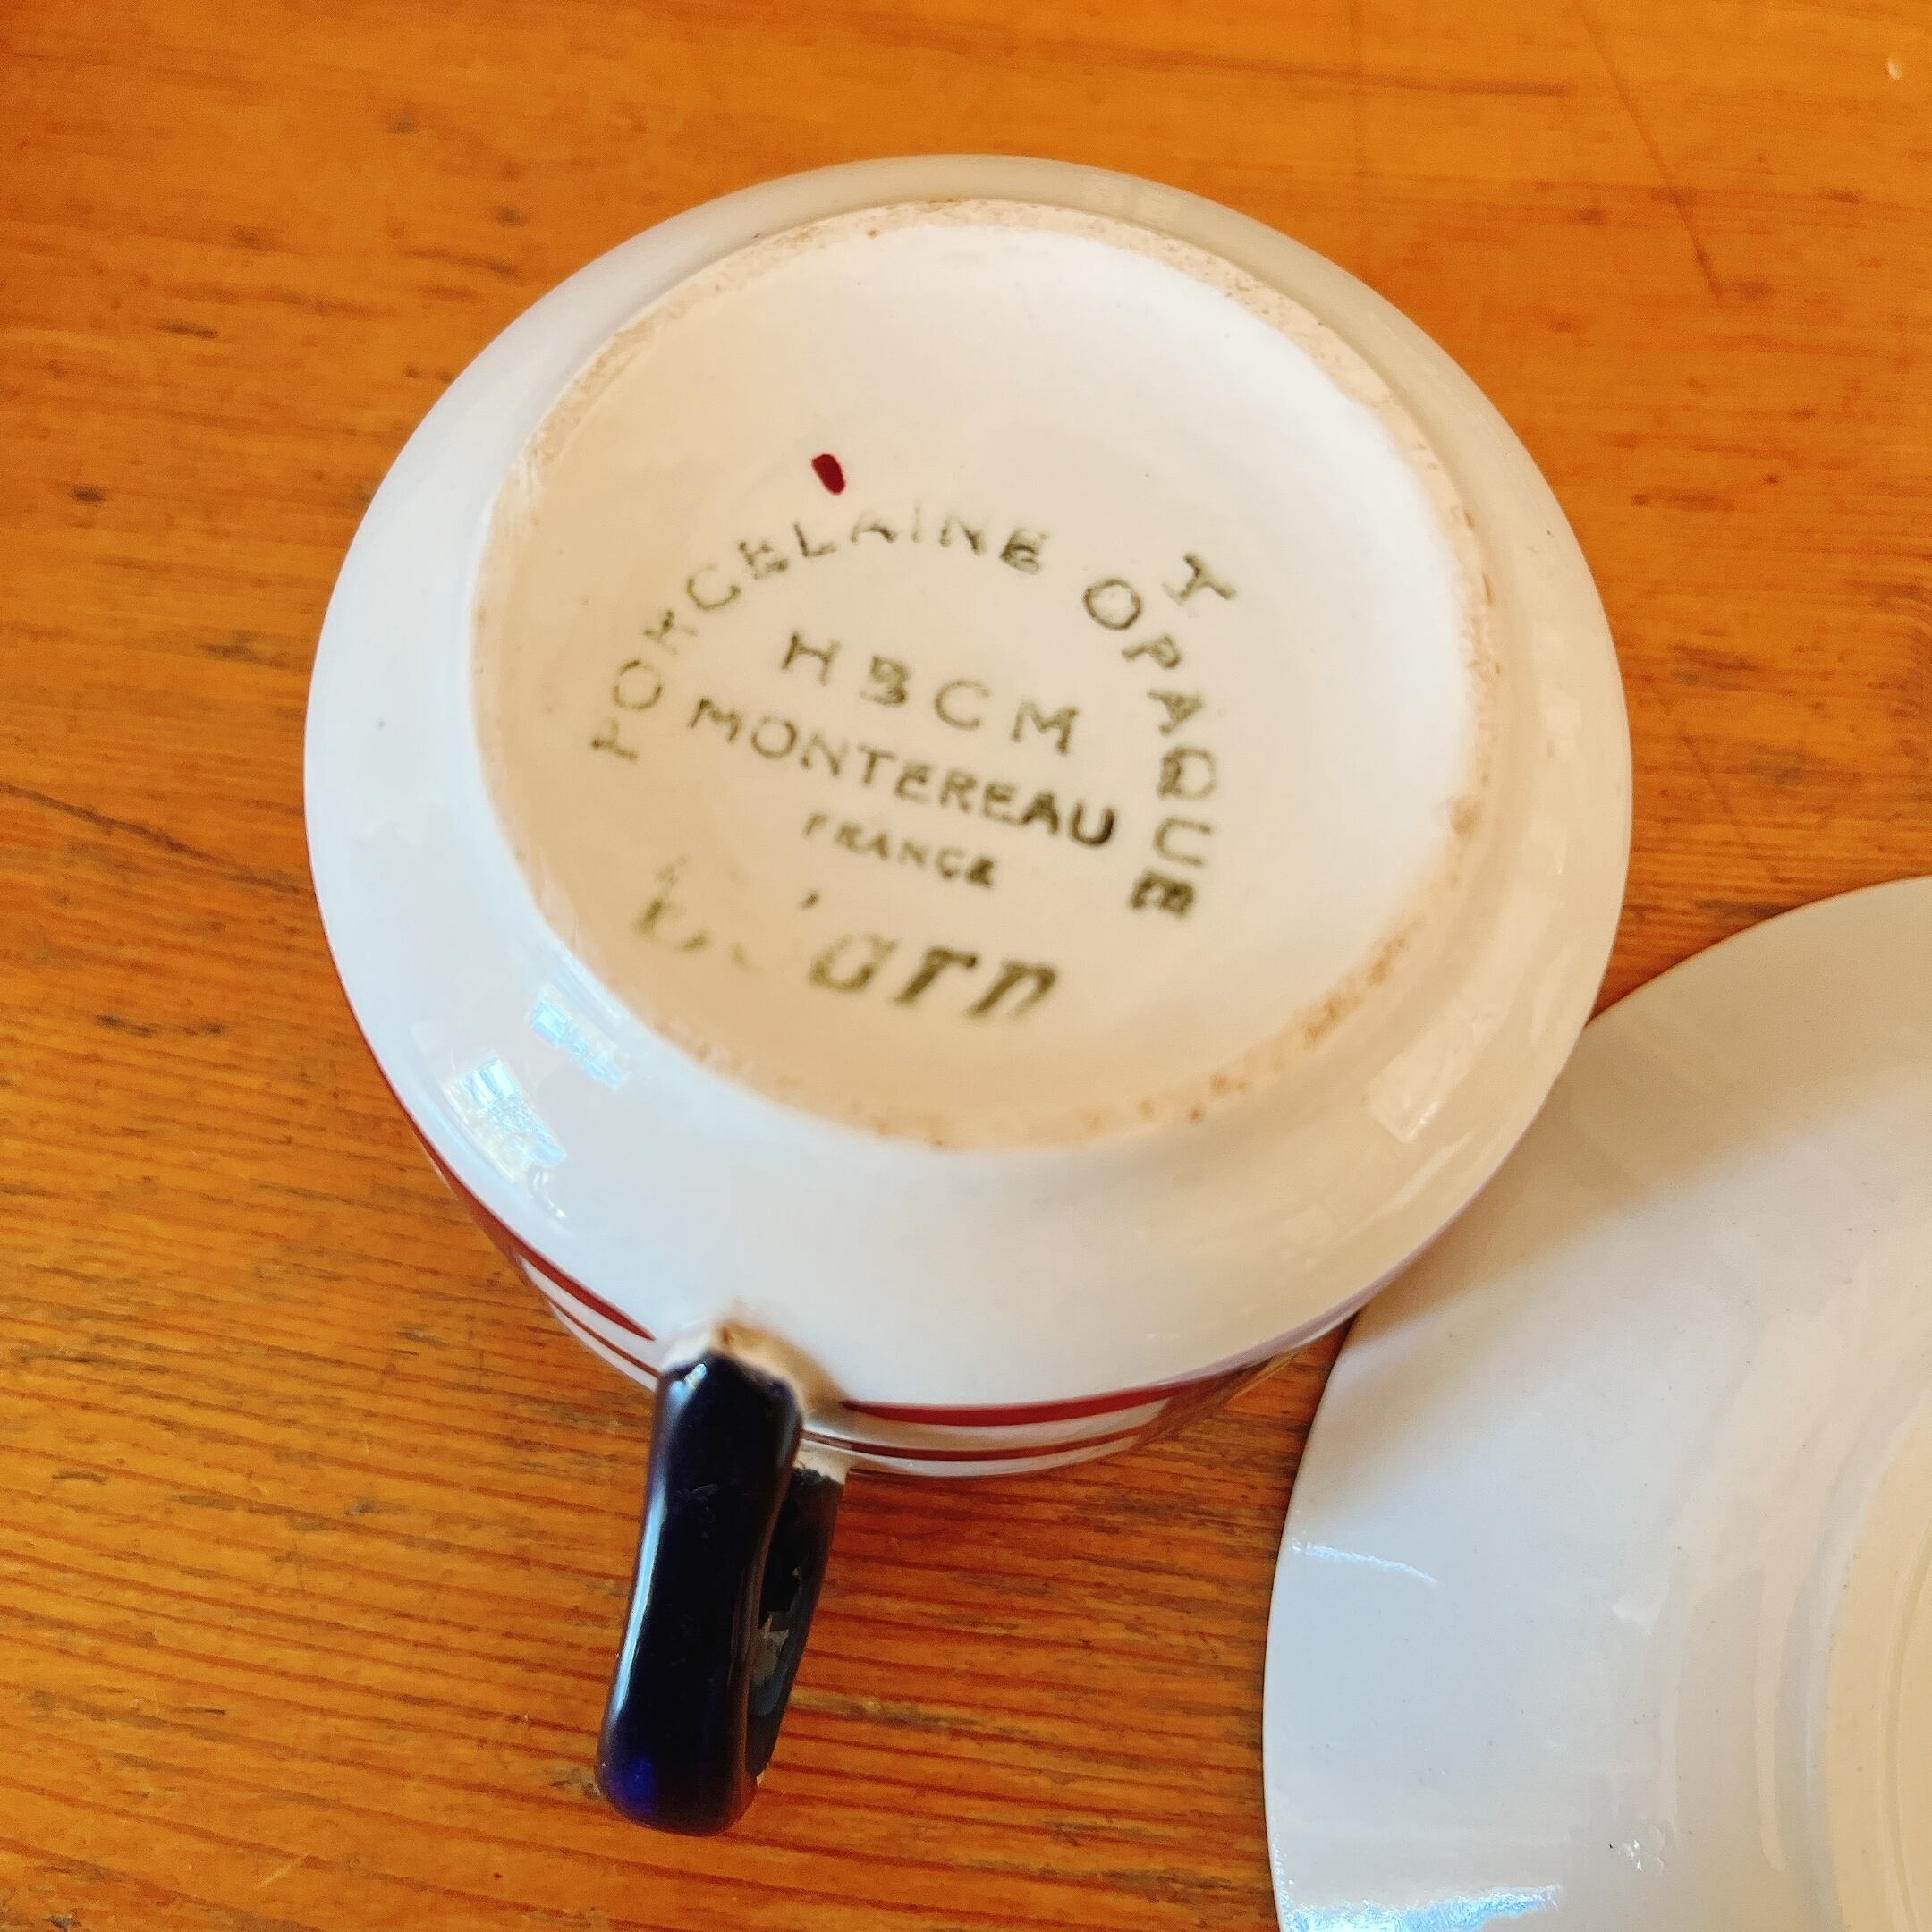 PORCELAINE OPAQUE
T
HBCM
MONTEREAU
FRANCE